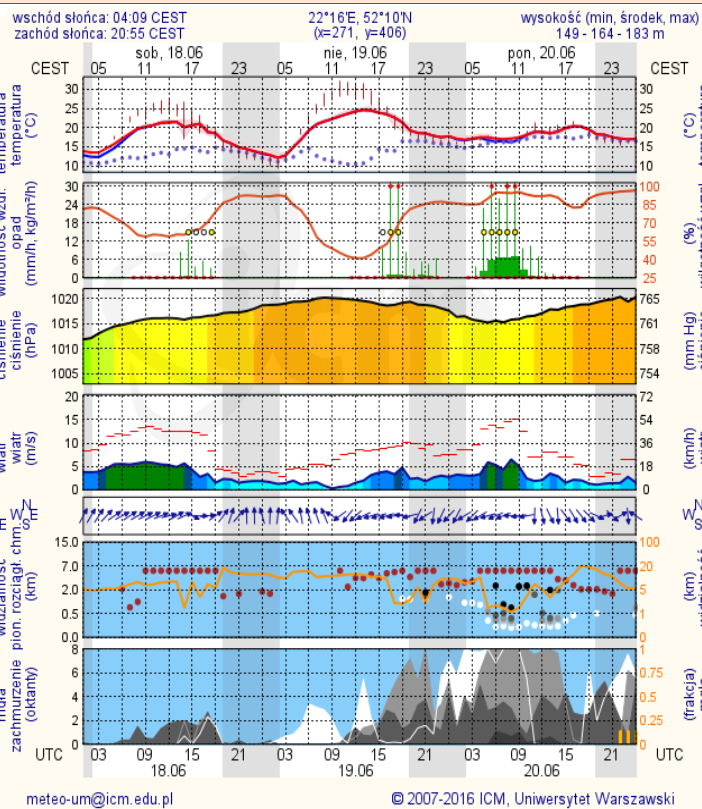 wschód słońca: 04:09 CEST
zachód słońca: 20:55 CEST
22°16'E, 52°10'N
(x=271, y=406)
wysokość (min, środek, max)
149 - 164 - 183 m
sob, 18.06 nie, 19.06 pon, 20.06
CEST 05 11 17 23 05 11 17 23 05 11 17 23 CEST
temperatura
(°C)
30
25
20
15
10
30
25
20
15
10
(°C)
opad
(mm/h, kg/m²/h)
30
24
18
12
6
0
100
85
70
55
40
25
(%)
ciśnienie
(hPa)
1020
1015
1010
1005
765
761
758
754
(mm Hg)
wiatr
(m/s)
20
15
10
5
0
72
54
36
18
0
(km/h)
N
W E
S
N
W
S
pion. rozciągł. chm.
(km)
15.0
7.0
2.0
0.5
0.0
100
20
5
1
0
(km)
zachmurzenie
(oktanty)
8
6
4
2
0
1
0.75
0.5
0.25
0
(frakcja)
UTC 03 09 15 21 03 09 15 21 03 09 15 21 UTC
18.06 19.06 20.06
meteo-um@icm.edu.pl
© 2007-2016 ICM, Uniwersytet Warszawski